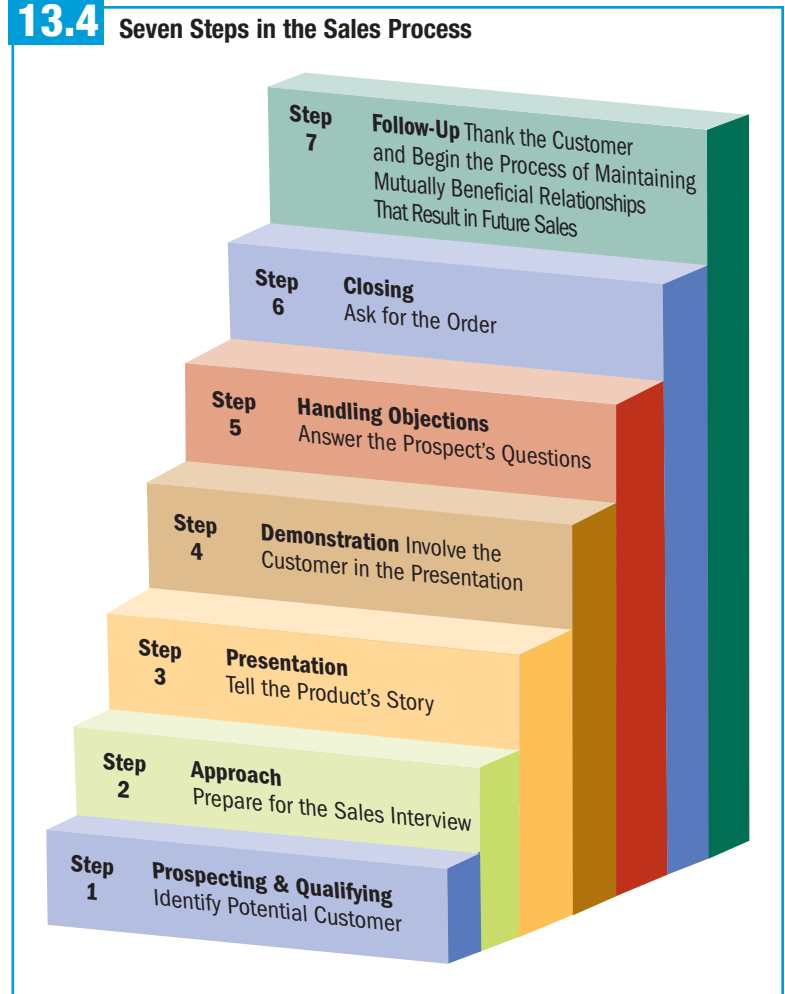 13.4 Seven Steps in the Sales Process
Step
7
Follow-Up Thank the Customer
and Begin the Process of Maintaining
Mutually Beneficial Relationships
That Result in Future Sales
Step
6
Closing
Ask for the Order
Step
5
Handling Objections
Answer the Prospect's Questions
Step
4
Demonstration Involve the
Customer in the Presentation
Step
3
Presentation
Tell the Product's Story
Step
2
Approach
Prepare for the Sales Interview
Step
1
Prospecting & Qualifying
Identify Potential Customer